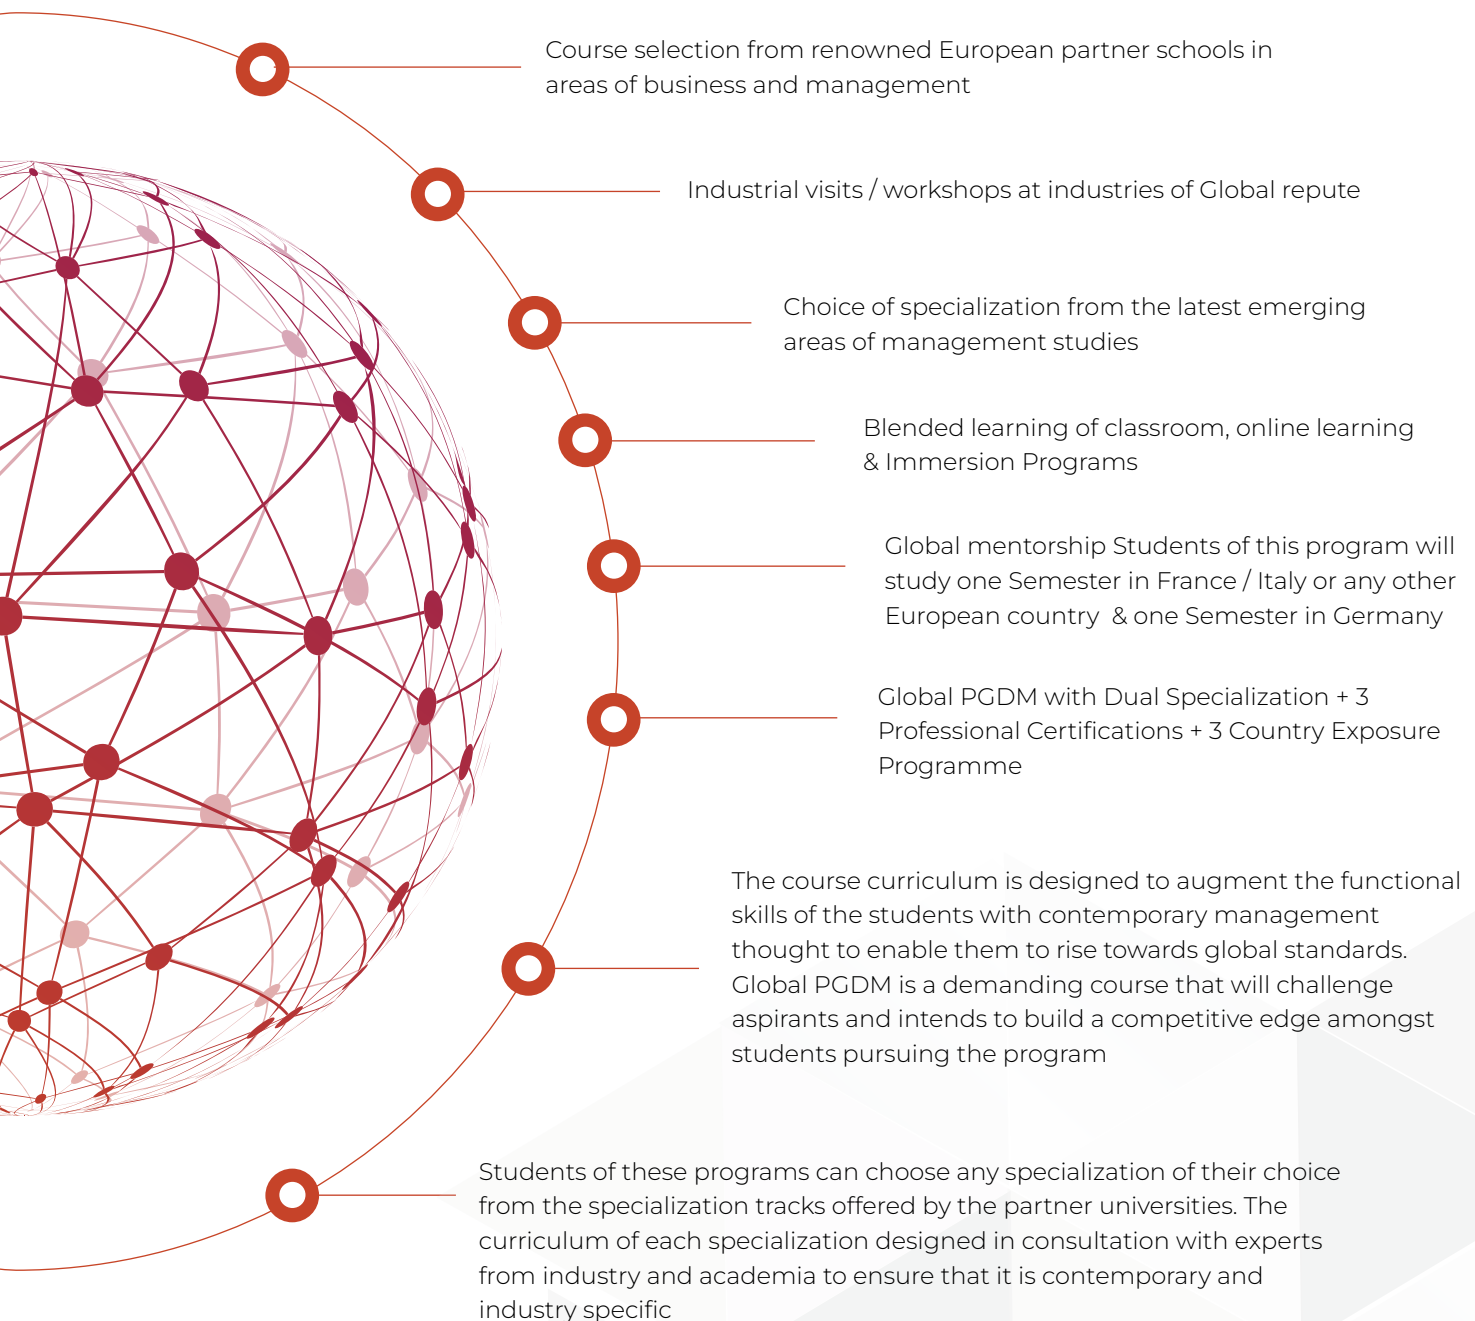 Course selection from renowned European partner schools in
areas of business and management
Industrial visits / workshops at industries of Global repute
Choice of specialization from the latest emerging
areas of management studies
Blended learning of classroom, online learning
& Immersion Programs
Global mentorship Students of this program will
study one Semester in France / Italy or any other
European country  & one Semester in Germany
Global PGDM with Dual Specialization + 3
Professional Certifications + 3 Country Exposure
Programme
The course curriculum is designed to augment the functional
skills of the students with contemporary management
thought to enable them to rise towards global standards.
Global PGDM is a demanding course that will challenge
aspirants and intends to build a competitive edge amongst
students pursuing the program
Students of these programs can choose any specialization of their choice
from the specialization tracks offered by the partner universities. The
curriculum of each specialization designed in consultation with experts
from industry and academia to ensure that it is contemporary and
industry specific